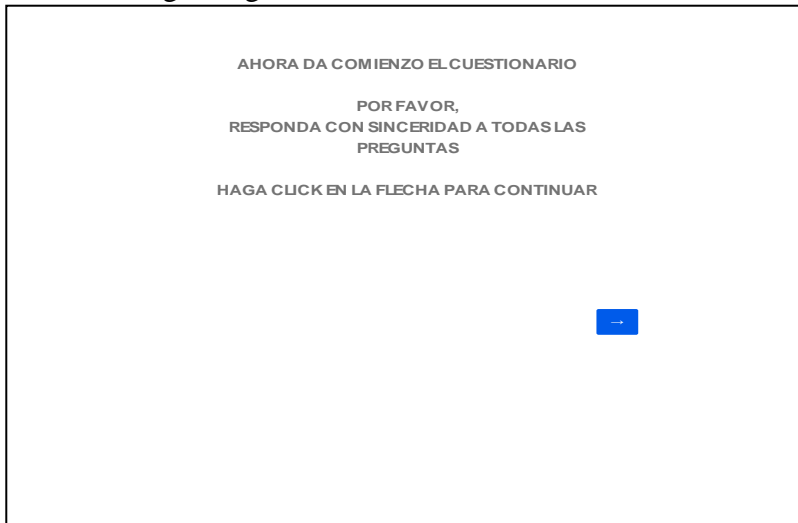 AHORA DA COMIENZO EL CUESTIONARIO
POR FAVOR,
RESPONDA CON SINCERIDAD A TODAS LAS
PREGUNTAS
HAGA CLICK EN LA FLECHA PARA CONTINUAR
→